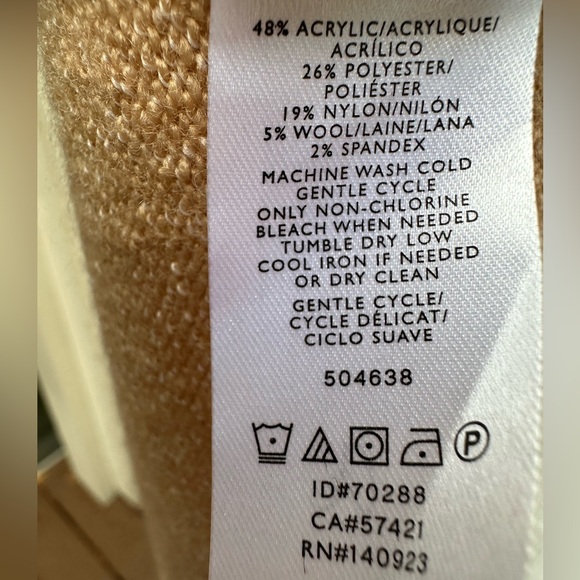 48% ACRYLIC/ACRYLIQUE/
ACRÍLICO
26% POLYESTER/
POLIÉSTER
19% NYLON/NILÓN
5% WOOL/LAINE/LANA
2% SPANDEX
MACHINE WASH COLD
GENTLE CYCLE
ONLY NON-CHLORINE
BLEACH WHEN NEEDED
TUMBLE DRY LOW
COOL IRON IF NEEDED
OR DRY CLEAN
GENTLE CYCLE/
CYCLE DÉLICAT/
CICLO SUAVE
504638
P
ID#70288
CA#57421
RN#140923